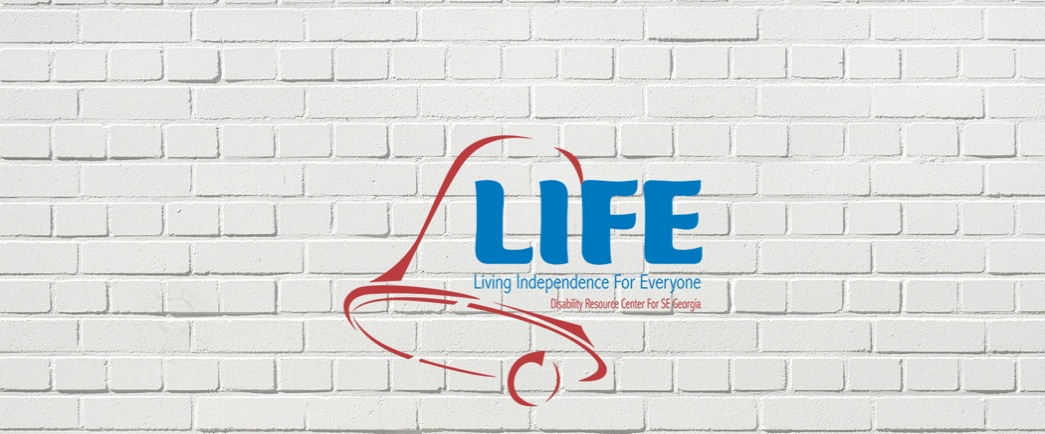 LIFE
Living Independence For Everyone
Disability Resource Center For SE Georgia